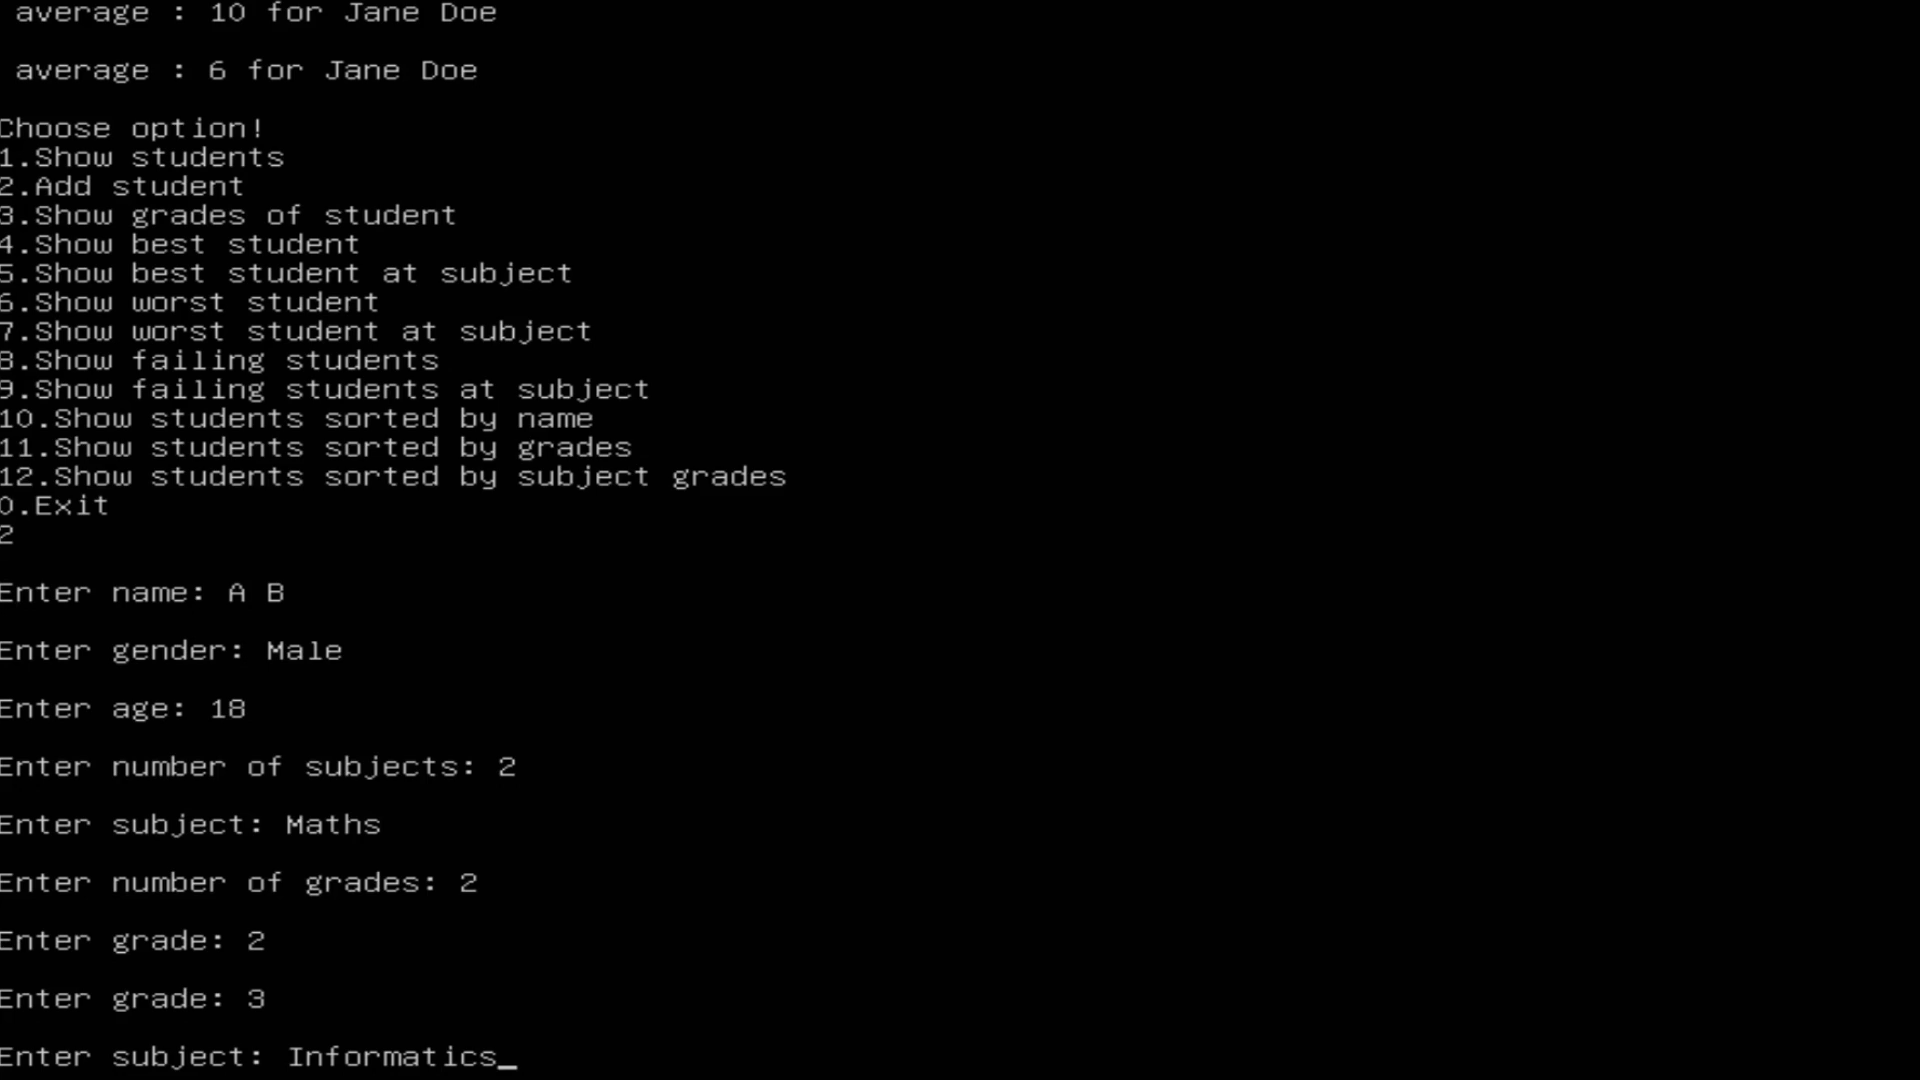 average : 10 for Jane Doe
average : 6 for Jane Doe
Choose option!
1.Show students
2.Add student
3.Show grades of student
4.Show best student
5.Show best student at subject
6.Show worst student
7.Show worst student at subject
8.Show failing students
9.Show failing students at subject
10.Show students sorted by name
11.Show students sorted by grades
12.Show students sorted by subject grades
0.Exit
2
Enter name: A B
Enter gender: Male
Enter age: 18
Enter number of subjects: 2
Enter subject: Maths
Enter number of grades: 2
Enter grade: 2
Enter grade: 3
Enter subject: Informatics_